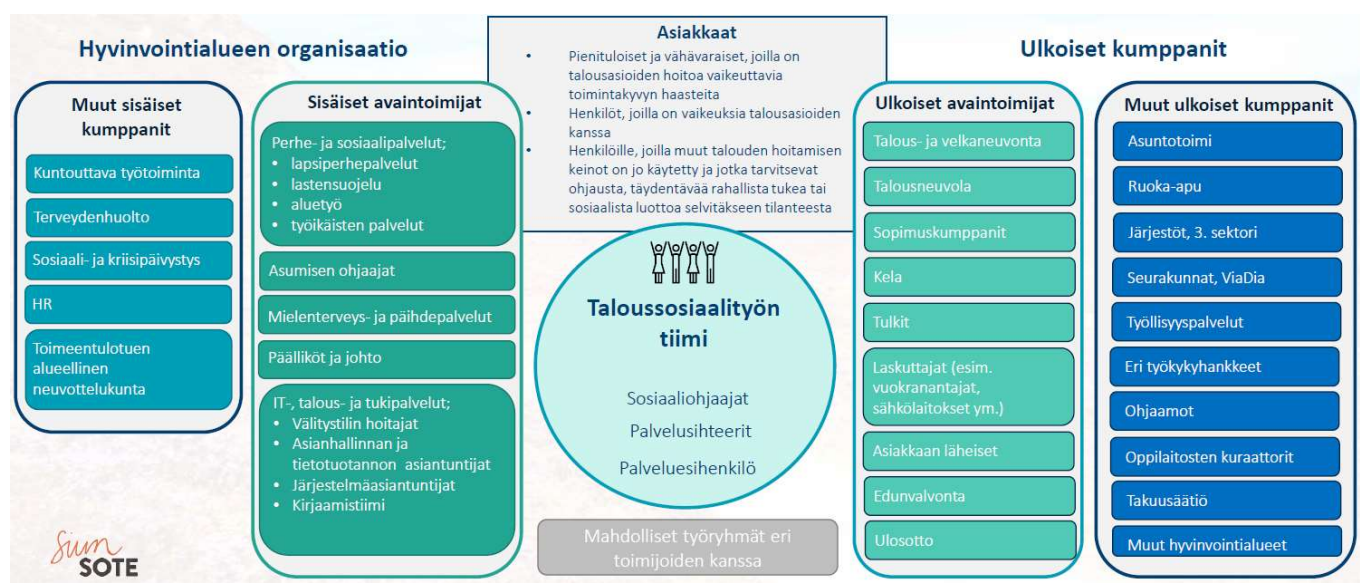 Hyvinvointialueen organisaatio
Muut sisäiset
kumppanit
Kuntouttava työtoiminta
Terveydenhuolto
Sosiaali- ja kriisipäivystys
HR
Toimeentulotuen
alueellinen
neuvottelukunta
Sisäiset avaintoimijat
Perhe- ja sosiaalipalvelut;
• lapsiperhepalvelut
• lastensuojelu
• aluetyö
• työikäisten palvelut
Asumisen ohjaajat
Mielenterveys- ja päihdepalvelut
Päälliköt ja johto
IT-, talous- ja tukipalvelut;
• Välitystilin hoitajat
• Asianhallinnan ja
tietotuotannon asiantuntijat
• Järjestelmäasiantuntijat
• Kirjaamistiimi
Asiakkaat
• Pienituloiset ja vähävaraiset, joilla on
talousasioiden hoitoa vaikeuttavia
toimintakyvyn haasteita
• Henkilöt, joilla on vaikeuksia talousasioiden
kanssa
• Henkilöille, joilla muut talouden hoitamisen
keinot on jo käytetty ja jotka tarvitsevat
ohjausta, täydentävää rahallista tukea tai
sosiaalista luottoa selvitäkseen tilanteesta
Taloussosiaalityön
tiimi
Sosiaaliohjaajat
Palvelusihteerit
Palveluesihenkilö
Mahdolliset työryhmät eri
toimijoiden kanssa
Ulkoiset kumppanit
Ulkoiset avaintoimijat
Talous- ja velkaneuvonta
Talousneuvola
Sopimuskumppanit
Kela
Tulkit
Laskuttajat (esim.
vuokranantajat,
sähkölaitokset ym.)
Asiakkaan läheiset
Edunvalvonta
Ulosotto
Muut ulkoiset kumppanit
Asuntotoimi
Ruoka-apu
Järjestöt, 3. sektori
Seurakunnat, ViaDia
Työllisyyspalvelut
Eri työkykyhankkeet
Ohjaamot
Oppilaitosten kuraattorit
Takuusäätiö
Muut hyvinvointialueet
Siun
SOTE